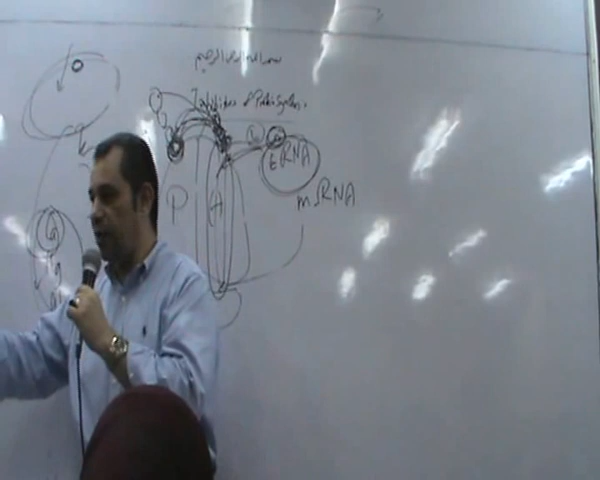 بسم الله الرحمن الرحيم
Inhibitors of Protein Synthesis
tRNA
P
A
mRNA